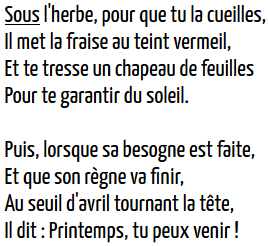 Sous l'herbe, pour que tu la cueilles,
Il met la fraise au teint vermeil,
Et te tresse un chapeau de feuilles
Pour te garantir du soleil.

Puis, lorsque sa besogne est faite,
Et que son règne va finir,
Au seuil d'avril tournant la tête,
Il dit : Printemps, tu peux venir !